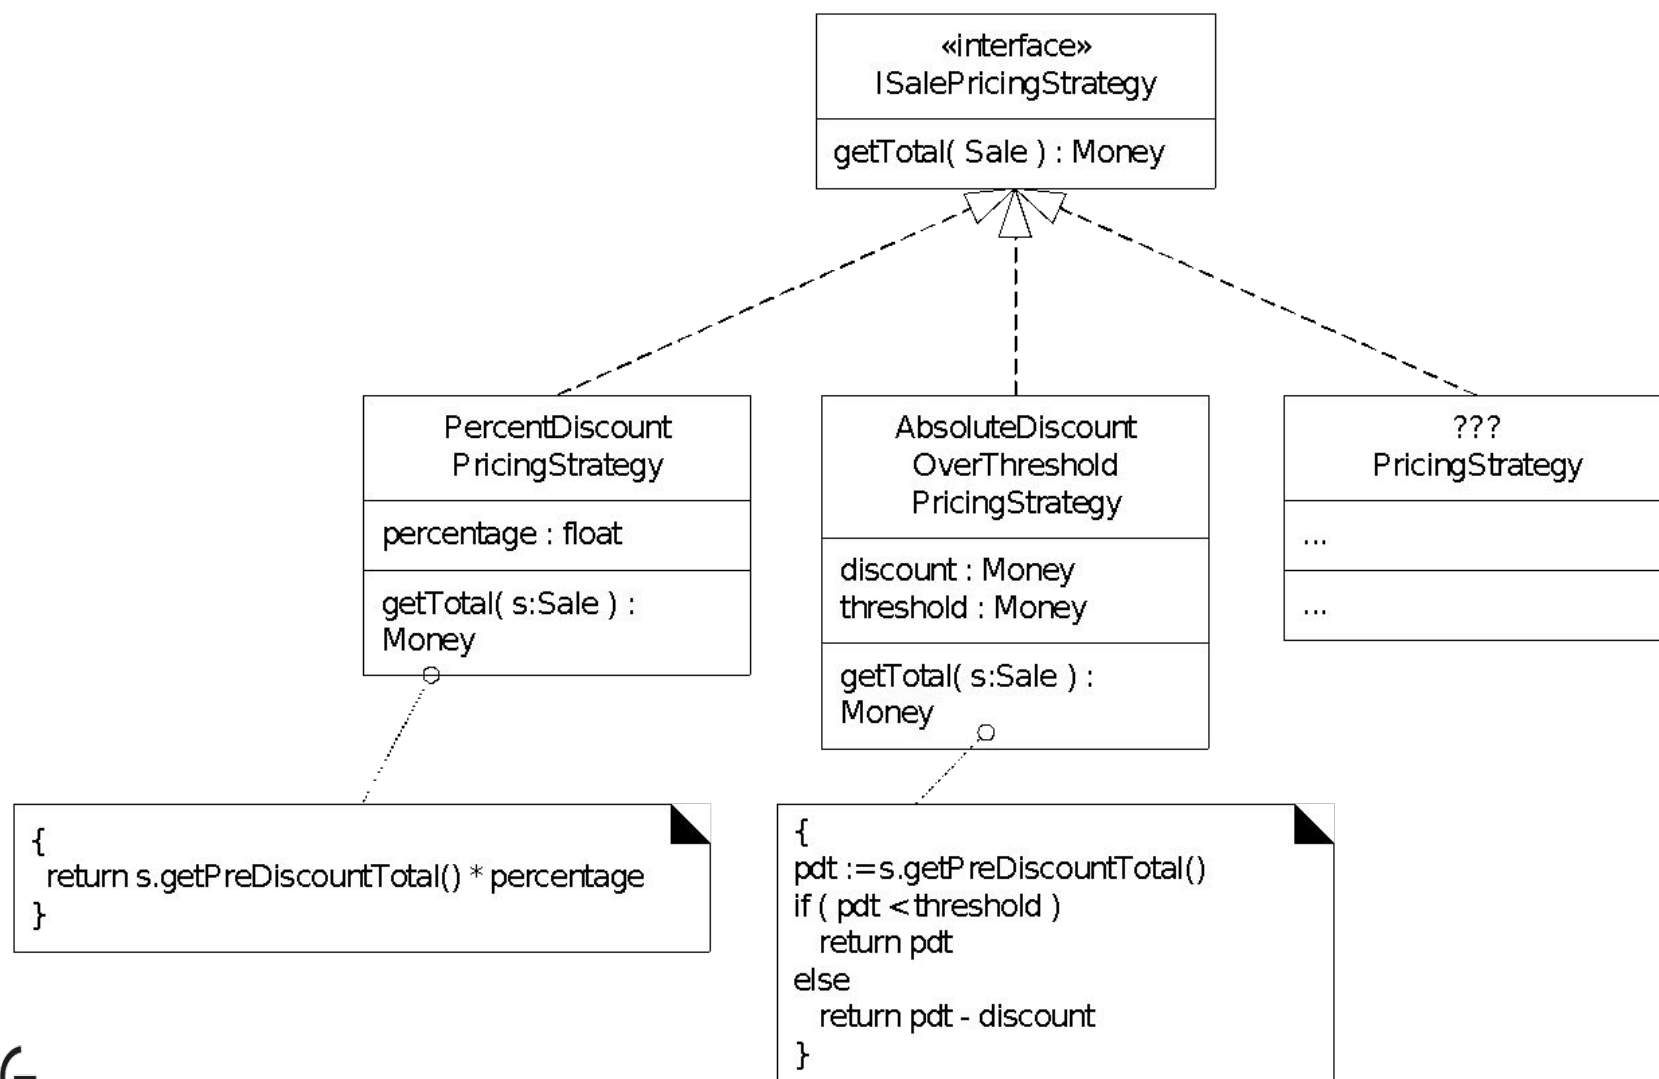 «interface»
ISalePricingStrategy
getTotal( Sale ) : Money
PercentDiscount
PricingStrategy
percentage : float
getTotal( s:Sale ) :
Money
AbsoluteDiscount
OverThreshold
PricingStrategy
discount : Money
threshold : Money
getTotal( s:Sale ) :
Money
???
PricingStrategy
...
...
{
return s.getPreDiscountTotal() * percentage
}
{
pdt := s.getPreDiscountTotal()
if ( pdt < threshold )
return pdt
else
return pdt - discount
}